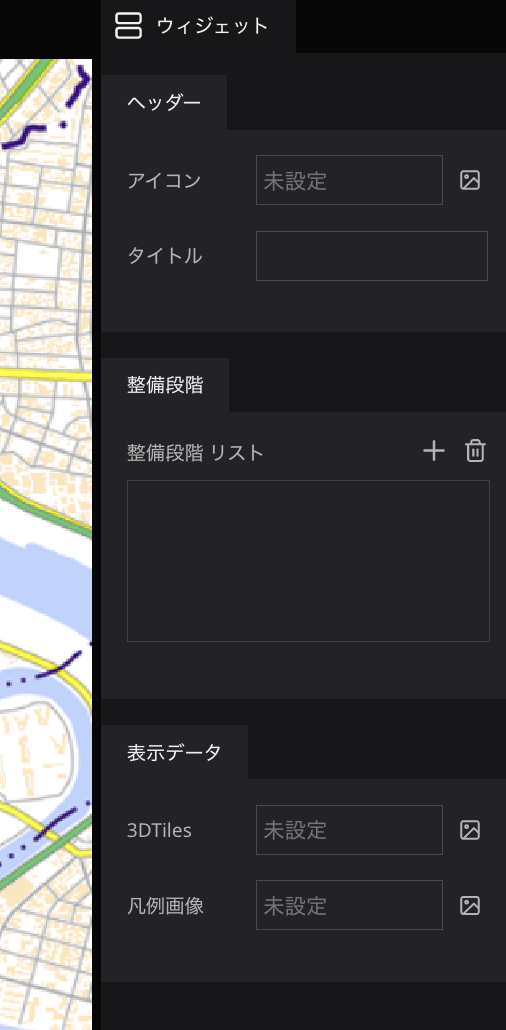 ウィジェット
ヘッダー
アイコン 未設定
タイトル
整備段階
整備段階 リスト
表示データ
3DTiles 未設定
凡例画像 未設定